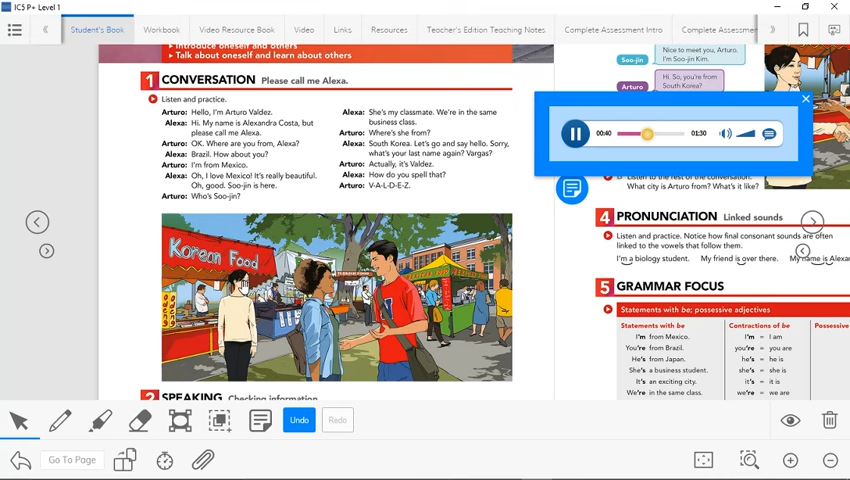 IC5 P+ Level 1
Student's Book
Workbook
Video Resource Book
Video
Links
Resources
Teacher's Edition Teaching Notes
Complete Assessment Intro
Complete Assessm
▸ Introduce oneself and others
▸ Talk about oneself and learn about others
1 CONVERSATION Please call me Alexa.
Listen and practice.
Arturo: Hello, I'm Arturo Valdez.
Alexa: Hi. My name is Alexandra Costa, but
please call me Alexa.
Arturo: OK. Where are you from, Alexa?
Alexa: Brazil. How about you?
Arturo: I'm from Mexico.
Alexa: Oh, I love Mexico! It's really beautiful.
Oh, good. Soo-jin is here.
Arturo: Who's Soo-jin?
Alexa: She's my classmate. We're in the same
business class.
Arturo: Where's she from?
Alexa: South Korea. Let's go and say hello. Sorry,
what's your last name again? Vargas?
Arturo: Actually, it's Valdez.
Alexa: How do you spell that?
Arturo: V-A-L-D-E-Z.
Korean Food
2 SPEAKING Checking information
Soo-jin
Nice to meet you, Arturo.
I'm Soo-jin Kim.
Arturo
Hi. So, you're from
South Korea?
00:40
01:30
Listen to the rest of the conversation.
What city is Arturo from? What's it like?
4 PRONUNCIATION Linked sounds
Listen and practice. Notice how final consonant sounds are often
linked to the vowels that follow them.
I'm a biology student. My friend is over there. My name is Alexa
5 GRAMMAR FOCUS
Statements with be; possessive adjectives
Statements with be
I'm from Mexico.
You're from Brazil.
He's from Japan.
She's a business student.
It's an exciting city.
We're in the same class.
Contractions of be
I'm = I am
you're = you are
he's = he is
she's = she is
it's = it is
we're = we are
Possessive
Undo
Redo
Go To Page